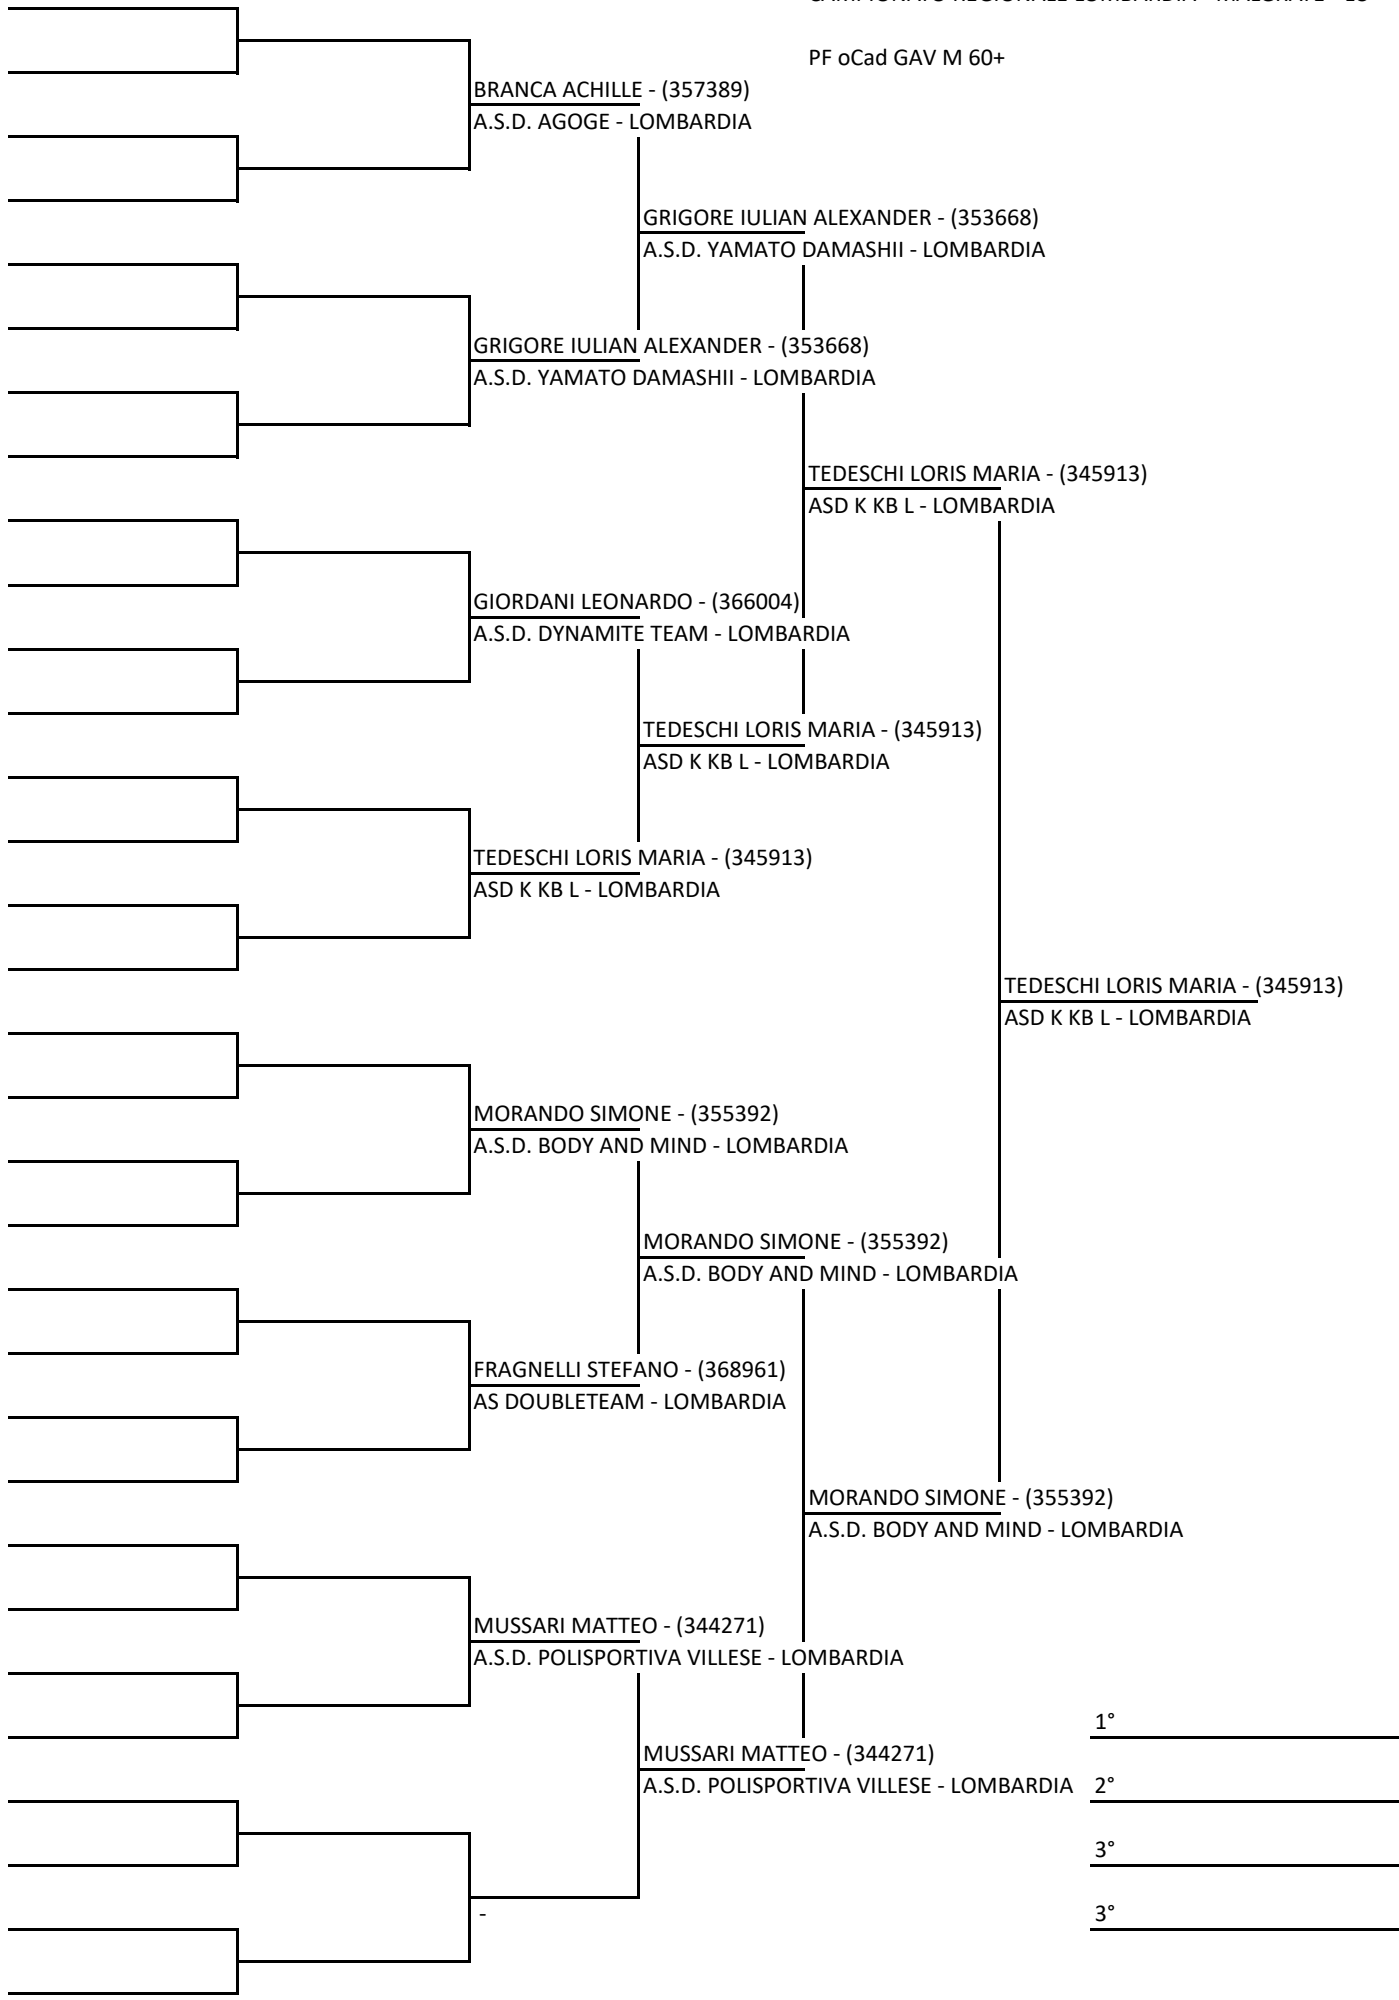 PF oCad GAV M 60+
BRANCA ACHILLE - (357389)
A.S.D. AGOGE - LOMBARDIA
GRIGORE IULIAN ALEXANDER - (353668)
A.S.D. YAMATO DAMASHII - LOMBARDIA
GRIGORE IULIAN ALEXANDER - (353668)
A.S.D. YAMATO DAMASHII - LOMBARDIA
TEDESCHI LORIS MARIA - (345913)
ASD K KB L - LOMBARDIA
GIORDANI LEONARDO - (366004)
A.S.D. DYNAMITE TEAM - LOMBARDIA
TEDESCHI LORIS MARIA - (345913)
ASD K KB L - LOMBARDIA
TEDESCHI LORIS MARIA - (345913)
ASD K KB L - LOMBARDIA
TEDESCHI LORIS MARIA - (345913)
ASD K KB L - LOMBARDIA
MORANDO SIMONE - (355392)
A.S.D. BODY AND MIND - LOMBARDIA
MORANDO SIMONE - (355392)
A.S.D. BODY AND MIND - LOMBARDIA
FRAGNELLI STEFANO - (368961)
AS DOUBLETEAM - LOMBARDIA
MORANDO SIMONE - (355392)
A.S.D. BODY AND MIND - LOMBARDIA
MUSSARI MATTEO - (344271)
A.S.D. POLISPORTIVA VILLESE - LOMBARDIA
1°
MUSSARI MATTEO - (344271)
A.S.D. POLISPORTIVA VILLESE - LOMBARDIA
2°
3°
3°
-